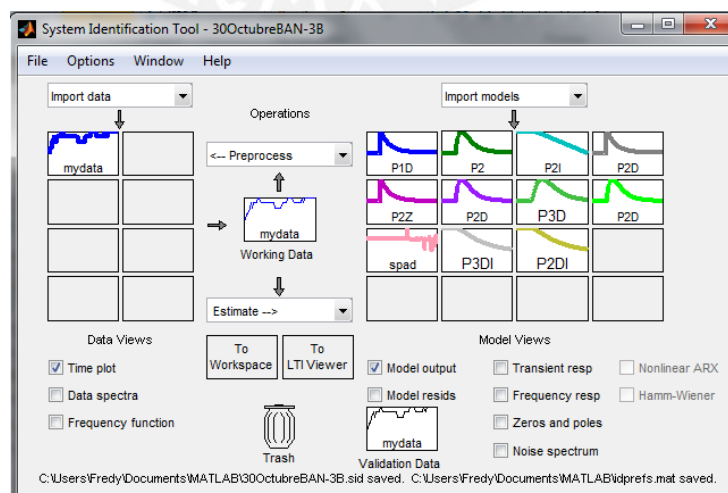 System Identification Tool - 30OctubreBAN-3B
File Options Window Help
Import data
Operations
Import models
mydata
<-- Preprocess
mydata
Working Data
Estimate -->
P1D P2 P2I P2D
P2Z P2D P3D P2D
spad P3DI P2DI
Data Views
Time plot
Data spectra
Frequency function
To Workspace
To LTI Viewer
Trash
Model Views
Model output
Model resids
Transient resp
Frequency resp
Zeros and poles
Noise spectrum
Nonlinear ARX
Hamm-Wiener
mydata
Validation Data
C:\Users\Fredy\Documents\MATLAB\30OctubreBAN-3B.sid saved. C:\Users\Fredy\Documents\MATLAB\idprefs.mat saved.